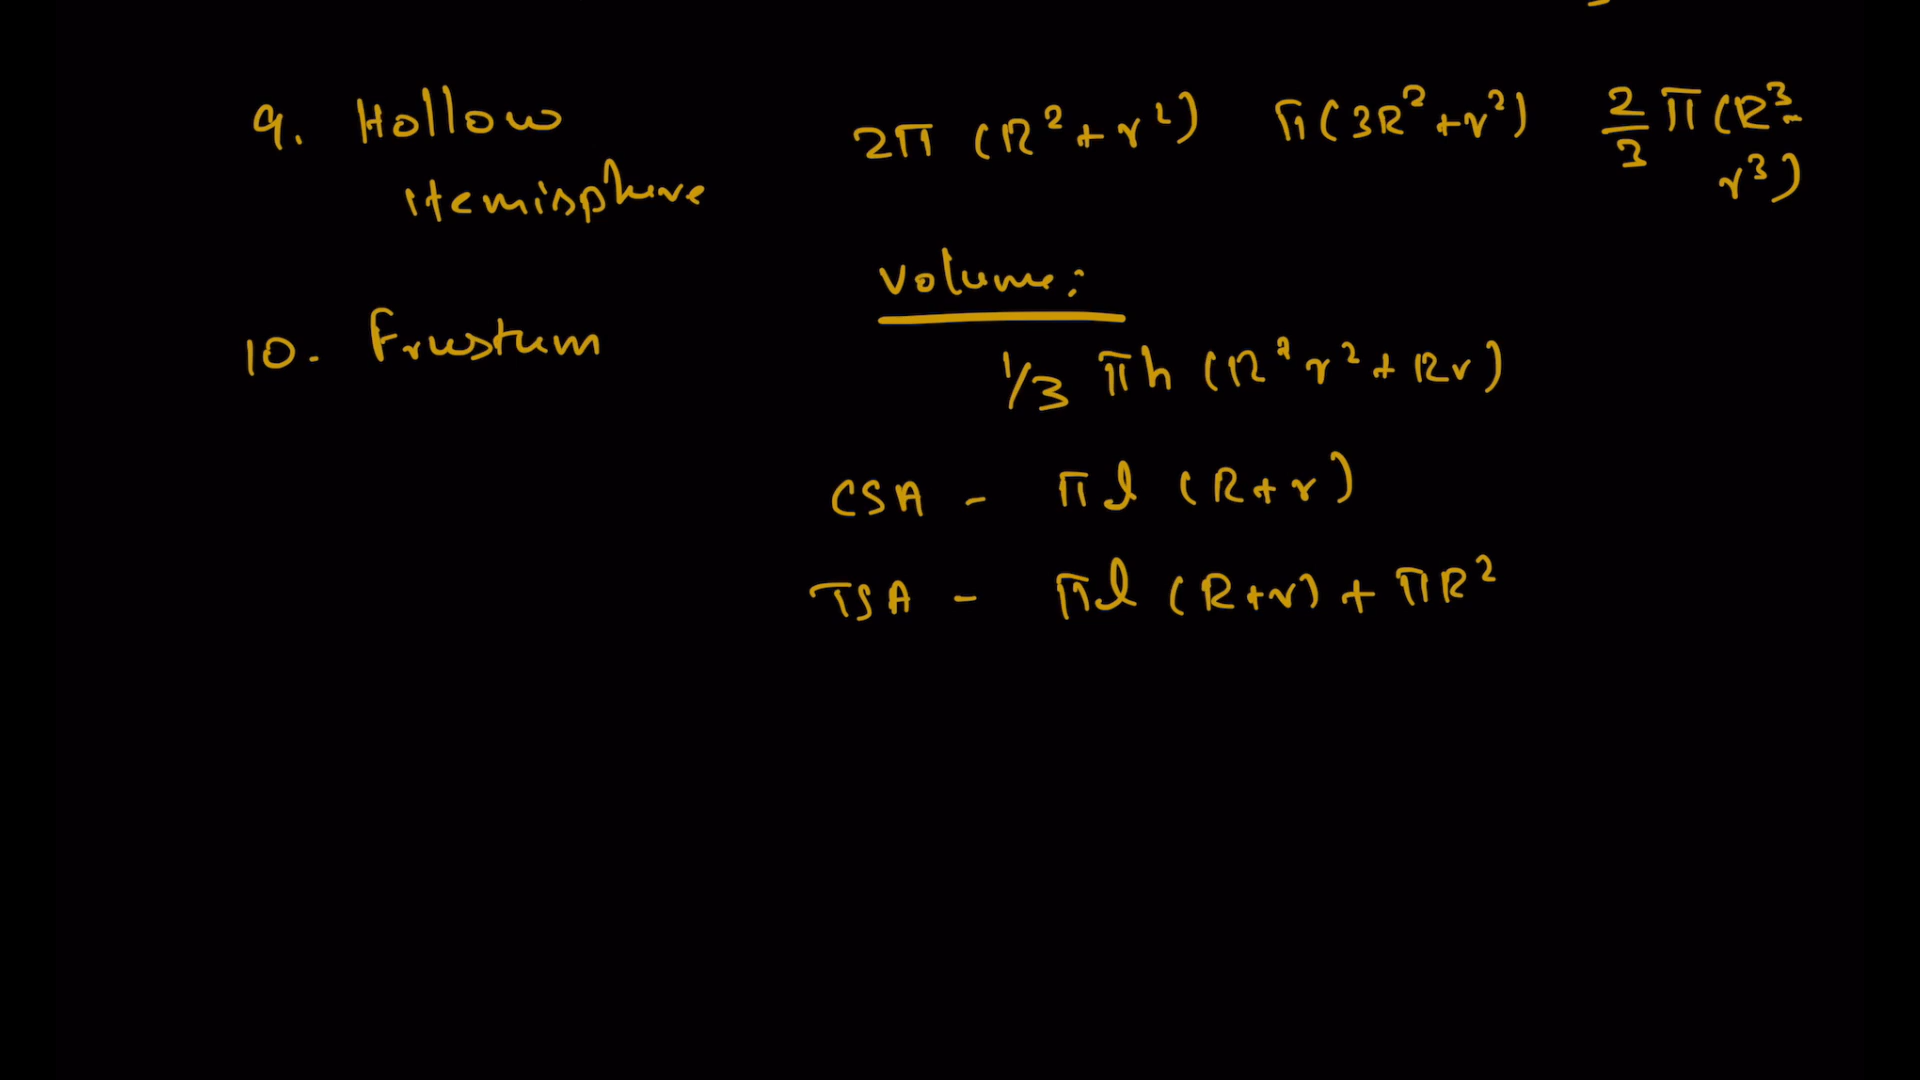 9. Hollow 2π (R²+r²) π(3R²+r²) 2/3 π (R³-
Hemisphere r³)
Volume:
10. Frustum
1/3 πh (R² r²+Rr)
CSA - πl (R+r)
TSA - πl (R+r) + πR²